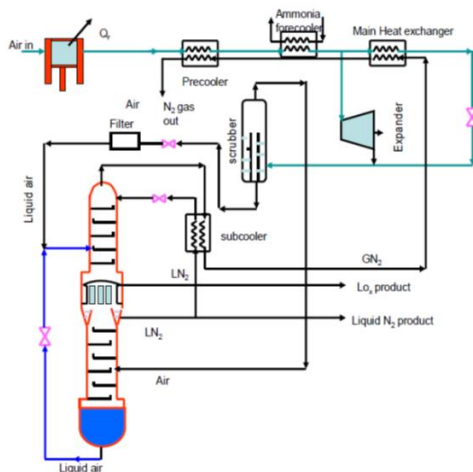 Ammonia
forecooler
Main Heat exchanger
Air in
Qr
Precooler
Air
N2 gas
out
Filter
scrubber
Expander
Liquid air
subcooler
GN2
LN2
Lox product
Liquid N2 product
LN2
Air
Liquid air